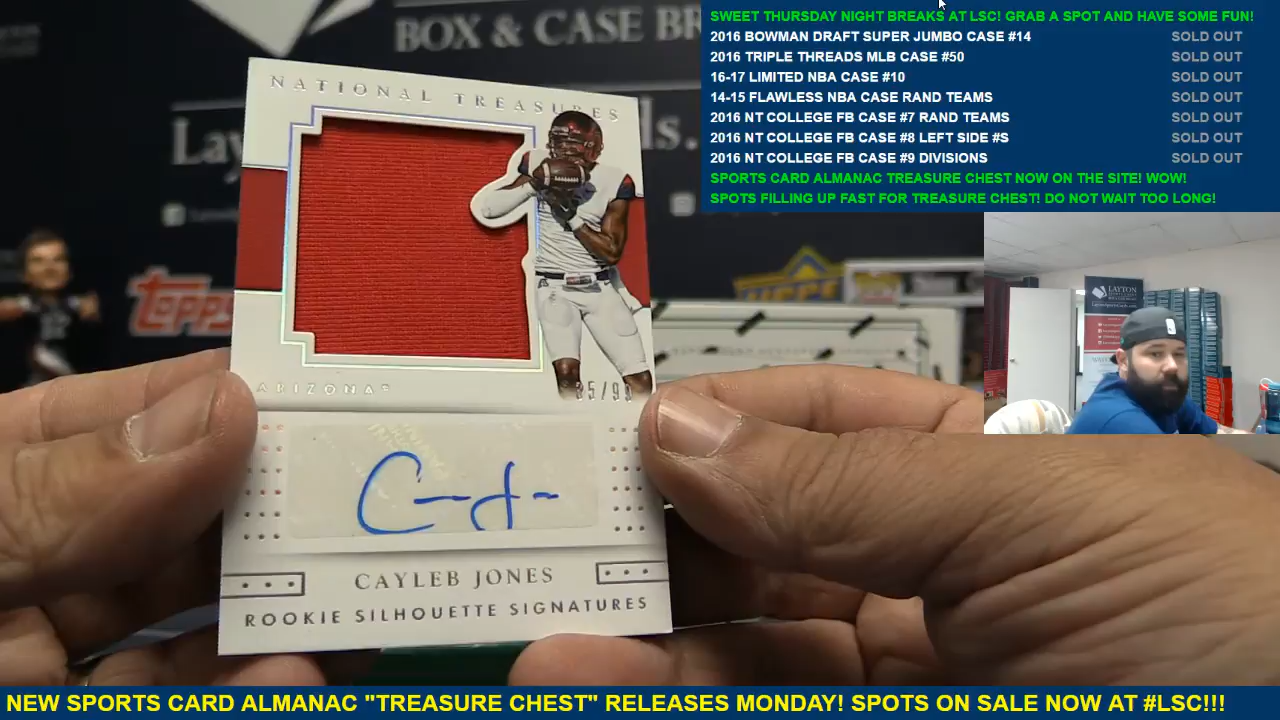 SWEET THURSDAY NIGHT BREAKS AT LSC! GRAB A SPOT AND HAVE SOME FUN!
2016 BOWMAN DRAFT SUPER JUMBO CASE #14 SOLD OUT
2016 TRIPLE THREADS MLB CASE #50 SOLD OUT
16-17 LIMITED NBA CASE #10 SOLD OUT
14-15 FLAWLESS NBA CASE RAND TEAMS SOLD OUT
2016 NT COLLEGE FB CASE #7 RAND TEAMS SOLD OUT
2016 NT COLLEGE FB CASE #8 LEFT SIDE #S SOLD OUT
2016 NT COLLEGE FB CASE #9 DIVISIONS SOLD OUT
SPORTS CARD ALMANAC TREASURE CHEST NOW ON THE SITE! WOW!
SPOTS FILLING UP FAST FOR TREASURE CHEST! DO NOT WAIT TOO LONG!
BOX & CASE BR
Layt
ds.
TOPPS
LAYTON
NATIONAL TREASURES
ARIZONA
/99
CAYLEB JONES
ROOKIE SILHOUETTE SIGNATURES
NEW SPORTS CARD ALMANAC "TREASURE CHEST" RELEASES MONDAY! SPOTS ON SALE NOW AT #LSC!!!